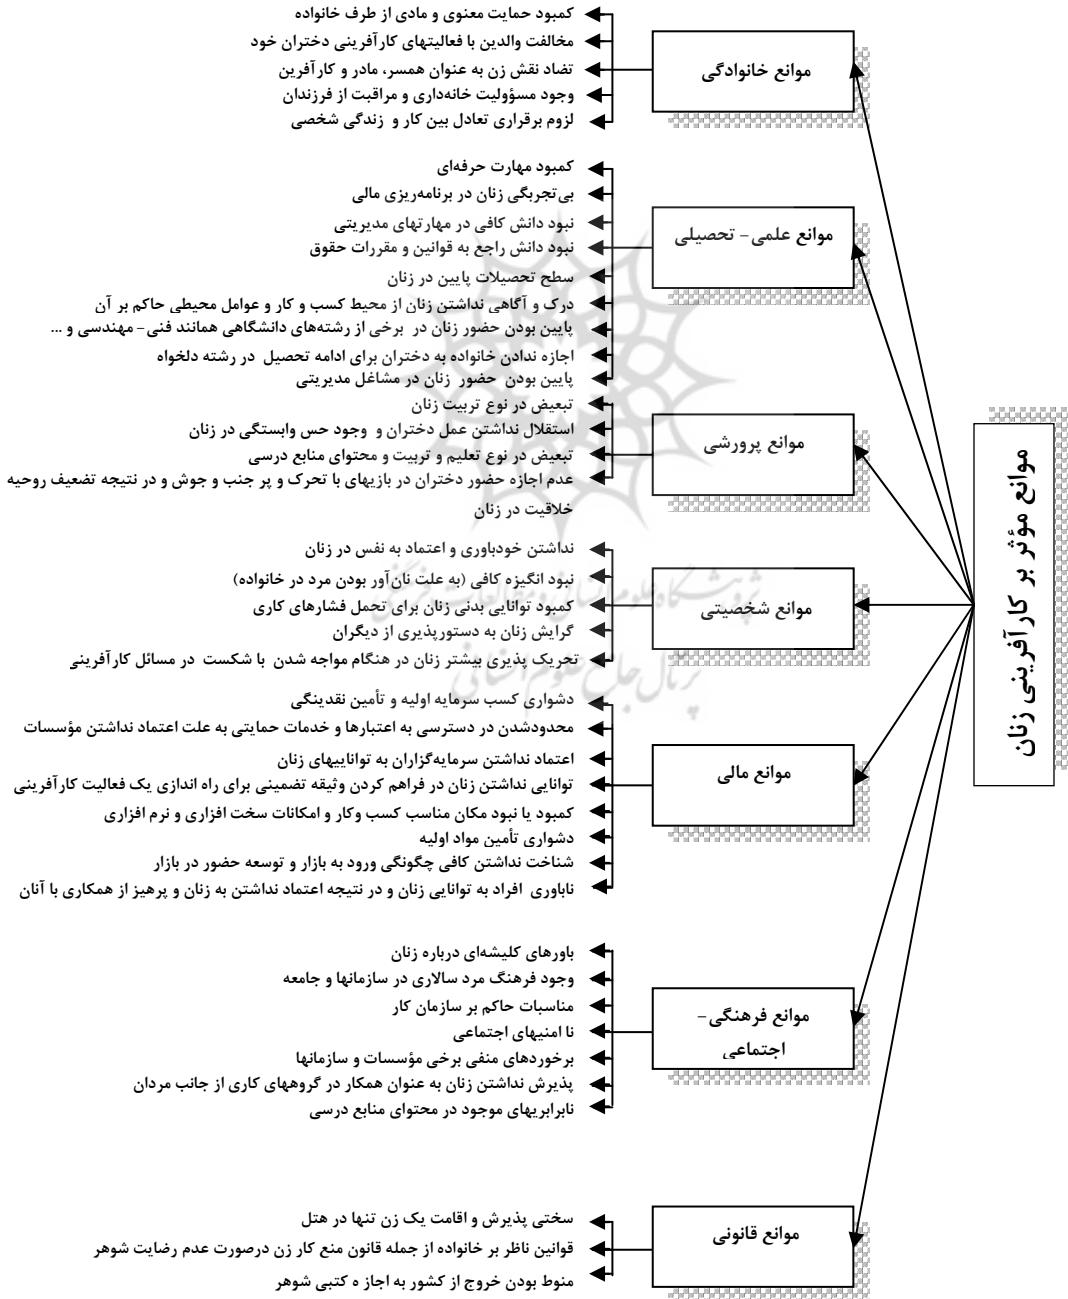 موانع مؤثر بر کارآفرینی زنان
موانع خانوادگی
کمبود حمایت معنوی و مادی از طرف خانواده
مخالفت والدین با فعالیتهای کارآفرینی دختران خود
تضاد نقش زن به عنوان همسر، مادر و کارآفرین
وجود مسؤولیت خانه‌داری و مراقبت از فرزندان
لزوم برقراری تعادل بین کار و زندگی شخصی
موانع علمی- تحصیلی
کمبود مهارت حرفه‌ای
بی‌تجربگی زنان در برنامه‌ریزی مالی
نبود دانش کافی در مهارتهای مدیریتی
نبود دانش راجع به قوانین و مقررات حقوق
سطح تحصیلات پایین در زنان
درک و آگاهی نداشتن زنان از محیط کسب و کار و عوامل محیطی حاکم بر آن
پایین بودن حضور زنان در برخی از رشته‌های دانشگاهی همانند فنی- مهندسی و ...
اجازه ندادن خانواده به دختران برای ادامه تحصیل در رشته دلخواه
پایین بودن حضور زنان در مشاغل مدیریتی
موانع پرورشی
تبعیض در نوع تربیت زنان
استقلال نداشتن عمل دختران و وجود حس وابستگی در زنان
تبعیض در نوع تعلیم و تربیت و محتوای منابع درسی
عدم اجازه حضور دختران در بازیهای با تحرک و پر جنب و جوش و در نتیجه تضعیف روحیه
خلاقیت در زنان
موانع شخصیتی
نداشتن خودباوری و اعتماد به نفس در زنان
نبود انگیزه کافی (به علت نان‌آور بودن مرد در خانواده)
کمبود توانایی بدنی زنان برای تحمل فشارهای کاری
گرایش زنان به دستورپذیری از دیگران
تحریک پذیری بیشتر زنان در هنگام مواجه شدن با شکست در مسائل کارآفرینی
پژوهشگاه علوم انسانی و مطالعات فرهنگی
پرتال جامع علوم انسانی
موانع مالی
دشواری کسب سرمایه اولیه و تأمین نقدینگی
محدودشدن در دسترسی به اعتبارها و خدمات حمایتی به علت اعتماد نداشتن مؤسسات
اعتماد نداشتن سرمایه‌گزاران به تواناییهای زنان
توانایی نداشتن زنان در فراهم کردن وثیقه تضمینی برای راه اندازی یک فعالیت کارآفرینی
کمبود یا نبود مکان مناسب کسب وکار و امکانات سخت افزاری و نرم افزاری
دشواری تأمین مواد اولیه
شناخت نداشتن کافی چگونگی ورود به بازار و توسعه حضور در بازار
ناباوری افراد به توانایی زنان و در نتیجه اعتماد نداشتن به زنان و پرهیز از همکاری با آنان
موانع فرهنگی-
اجتماعی
باورهای کلیشه‌ای درباره زنان
وجود فرهنگ مرد سالاری در سازمانها و جامعه
مناسبات حاکم بر سازمان کار
نا امنیهای اجتماعی
برخوردهای منفی برخی مؤسسات و سازمانها
پذیرش نداشتن زنان به عنوان همکار در گروههای کاری از جانب مردان
نابرابریهای موجود در محتوای منابع درسی
موانع قانونی
سختی پذیرش و اقامت یک زن تنها در هتل
قوانین ناظر بر خانواده از جمله قانون منع کار زن درصورت عدم رضایت شوهر
منوط بودن خروج از کشور به اجاز ه کتبی شوهر